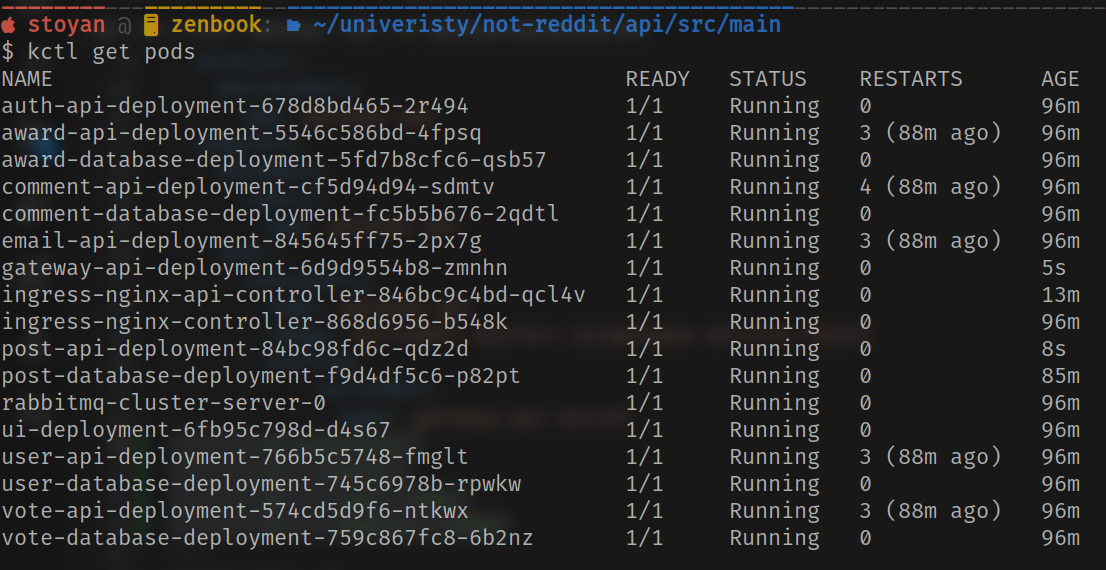 stoyan @ zenbook: ~/univeristy/not-reddit/api/src/main
$ kctl get pods
NAME READY STATUS RESTARTS AGE
auth-api-deployment-678d8bd465-2r494 1/1 Running 0 96m
award-api-deployment-5546c586bd-4fpsq 1/1 Running 3 (88m ago) 96m
award-database-deployment-5fd7b8cfc6-qsb57 1/1 Running 0 96m
comment-api-deployment-cf5d94d94-sdmtv 1/1 Running 4 (88m ago) 96m
comment-database-deployment-fc5b5b676-2qdtl 1/1 Running 0 96m
email-api-deployment-845645ff75-2px7g 1/1 Running 3 (88m ago) 96m
gateway-api-deployment-6d9d9554b8-zmnhn 1/1 Running 0 5s
ingress-nginx-api-controller-846bc9c4bd-qcl4v 1/1 Running 0 13m
ingress-nginx-controller-868d6956-b548k 1/1 Running 0 96m
post-api-deployment-84bc98fd6c-qdz2d 1/1 Running 0 8s
post-database-deployment-f9d4df5c6-p82pt 1/1 Running 0 85m
rabbitmq-cluster-server-0 1/1 Running 0 96m
ui-deployment-6fb95c798d-d4s67 1/1 Running 0 96m
user-api-deployment-766b5c5748-fmglt 1/1 Running 3 (88m ago) 96m
user-database-deployment-745c6978b-rpwkw 1/1 Running 0 96m
vote-api-deployment-574cd5d9f6-ntkwx 1/1 Running 3 (88m ago) 96m
vote-database-deployment-759c867fc8-6b2nz 1/1 Running 0 96m